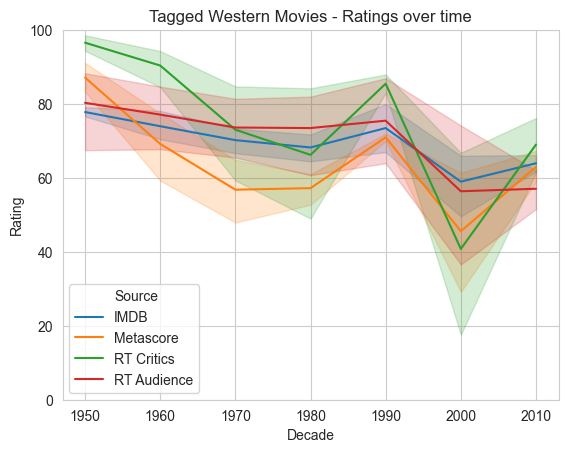 Tagged Western Movies - Ratings over time
100
80
60
40
20
0
Rating
Source
IMDB
Metascore
RT Critics
RT Audience
1950 1960 1970 1980 1990 2000 2010
Decade